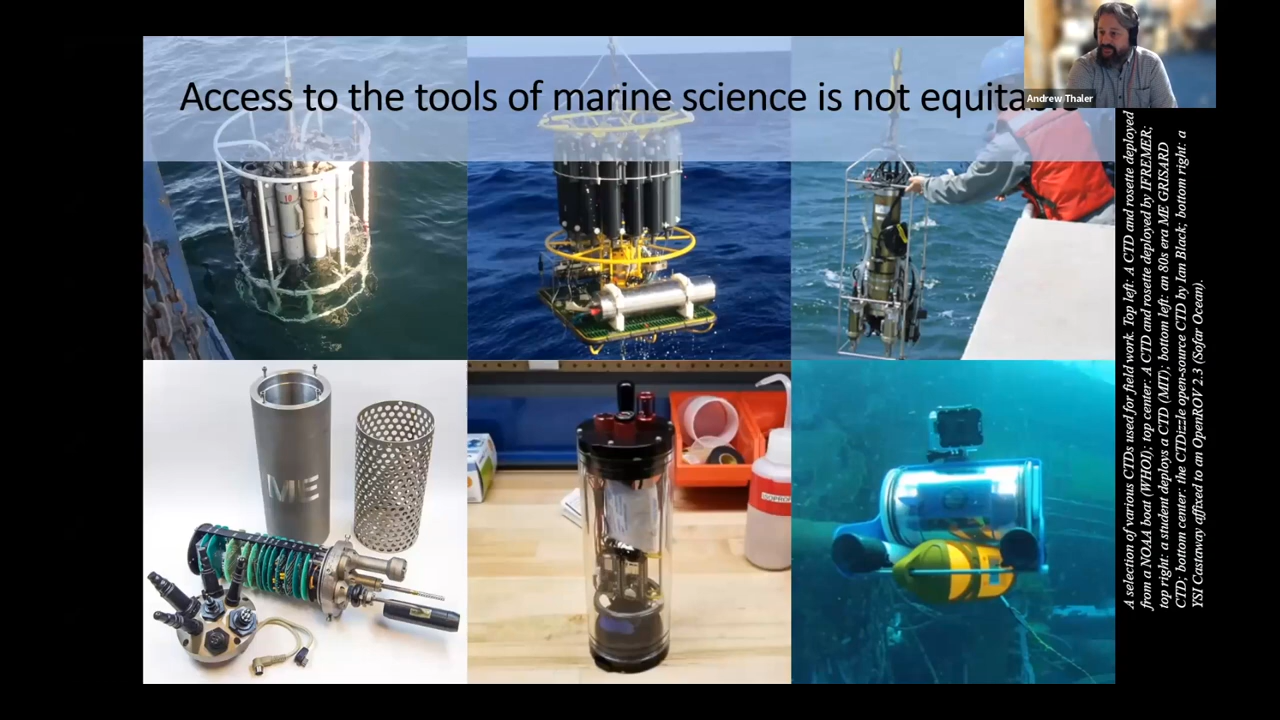 Access to the tools of marine science is not
Andrew Thaler
A selection of various CTDs used for field work. Top left: A CTD and rosette deployed
from a NOAA boat (WHOI); top center: A CTD and rosette deployed by IFREMER;
top right: a student deploys a CTD (MIT); bottom left: an 80s era ME GRISARD
CTD; bottom center: the CTDizzle open-source CTD by Ian Black; bottom right: a
YSI Castaway affixed to an OpenROV 2.3 (Sofar Ocean).
ME